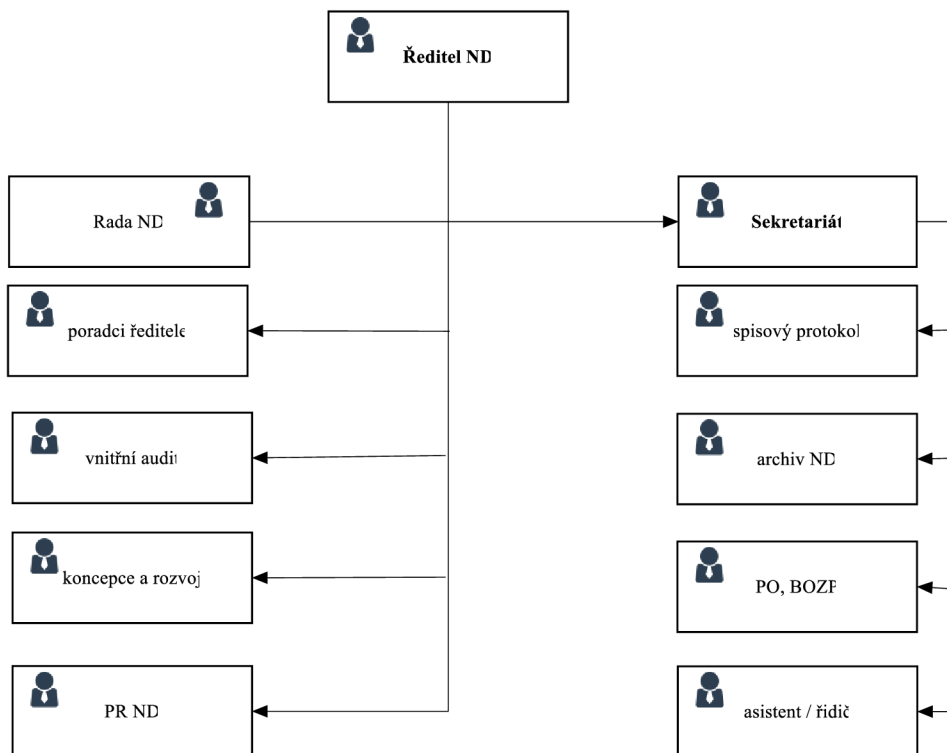 Ředitel ND
Rada ND
Sekretariát
poradci ředitele
spisový protokol
vnitřní audit
archiv ND
koncepce a rozvoj
PO, BOZP
PR ND
asistent / řidič